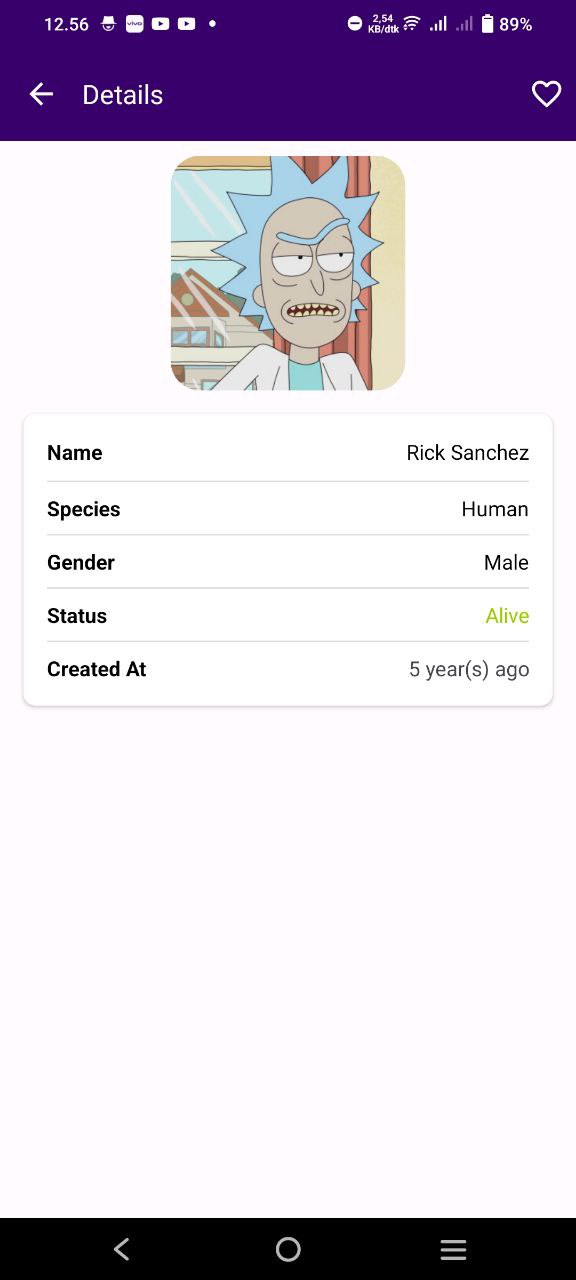 12.56 vivo 2,54 KB/dtk 89%
Details
Name Rick Sanchez
Species Human
Gender Male
Status Alive
Created At 5 year(s) ago